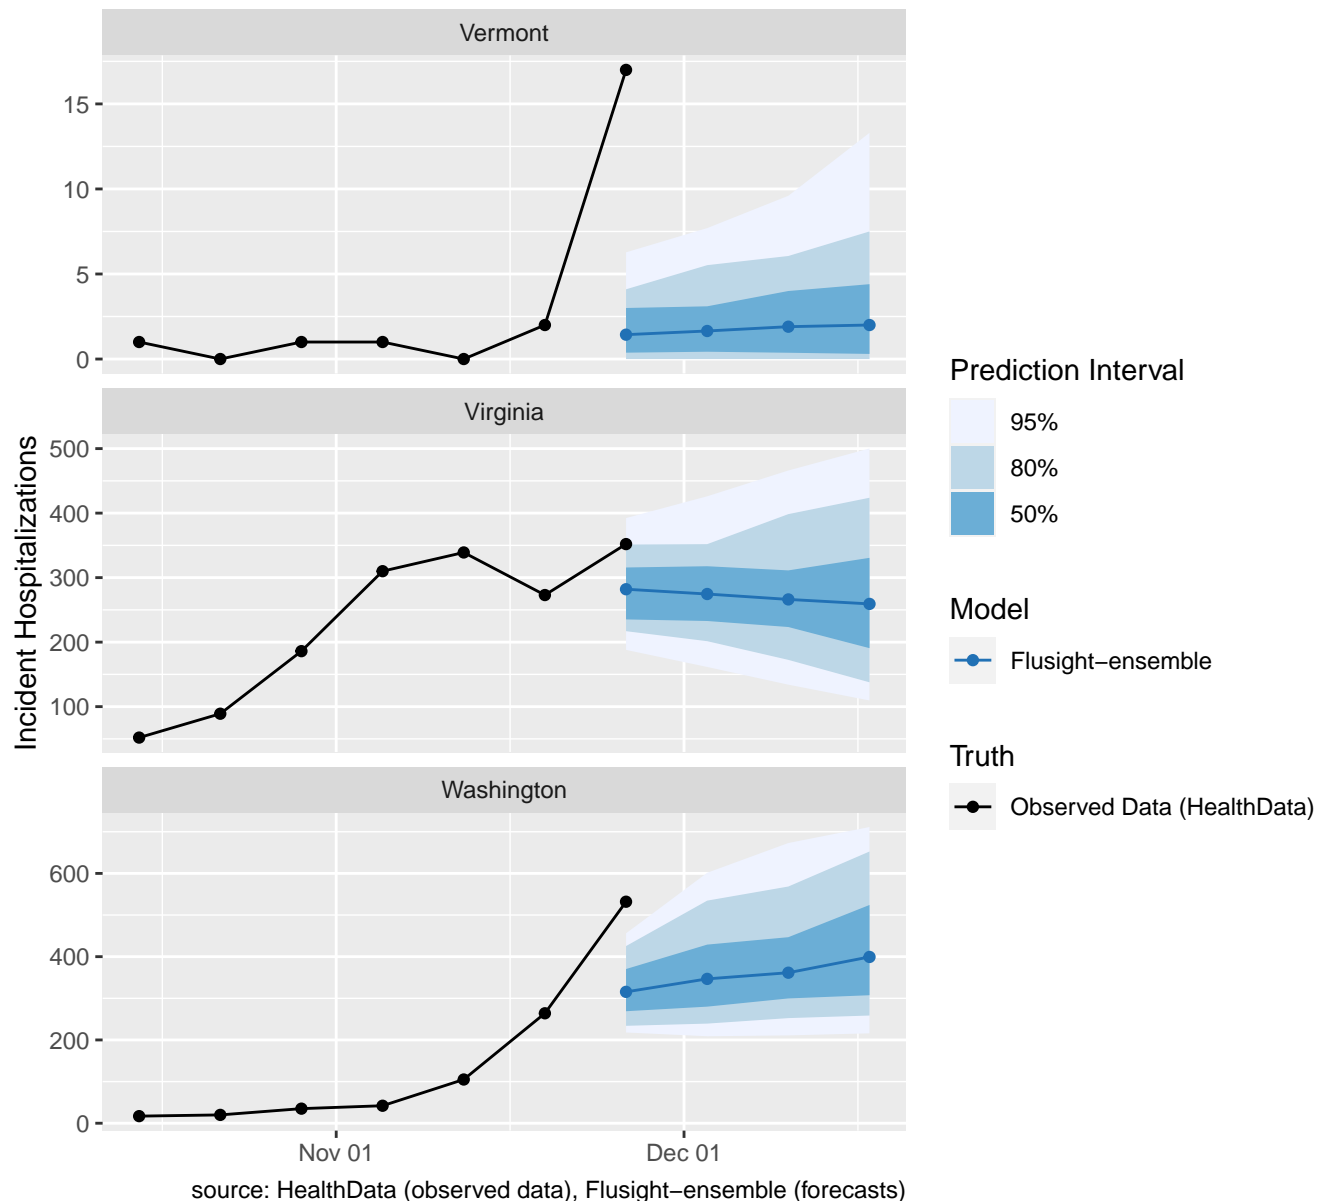 Vermont
15
10
5
0
Virginia
500
400
300
200
100
Washington
600
400
200
0
Incident Hospitalizations
Nov 01
Dec 01
source: HealthData (observed data), Flusight−ensemble (forecasts)
Prediction Interval
95%
80%
50%
Model
Flusight−ensemble
Truth
Observed Data (HealthData)